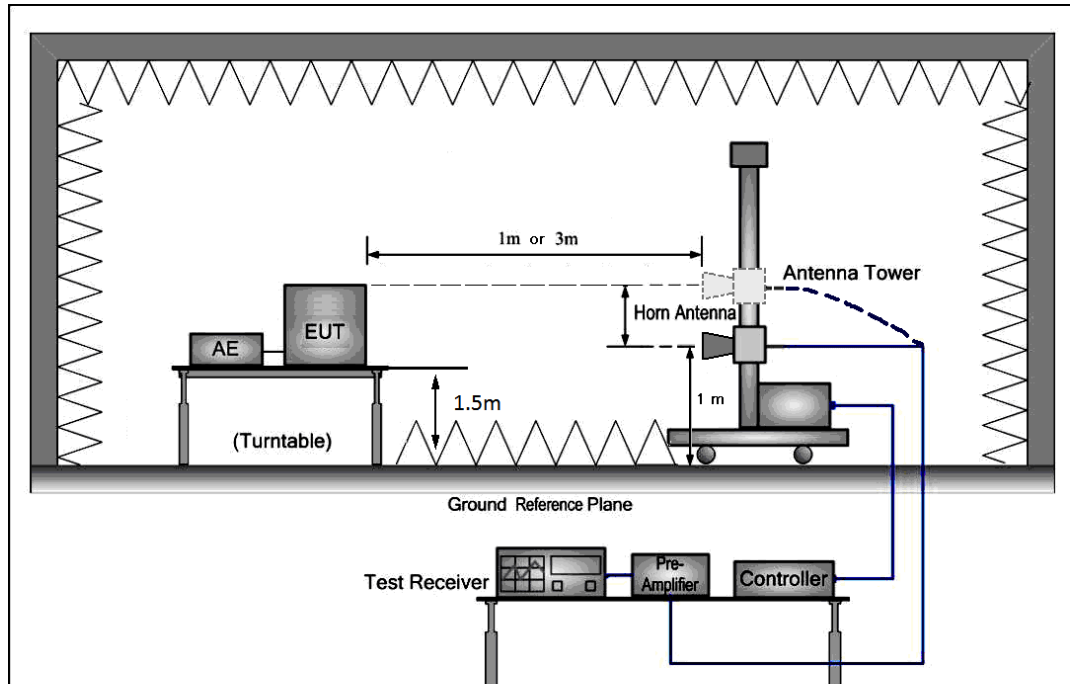 1m or 3m
Antenna Tower
Horn Antenna
EUT
AE
1.5m
1 m
(Turntable)
Ground Reference Plane
Test Receiver
Pre-
Amplifier
Controller